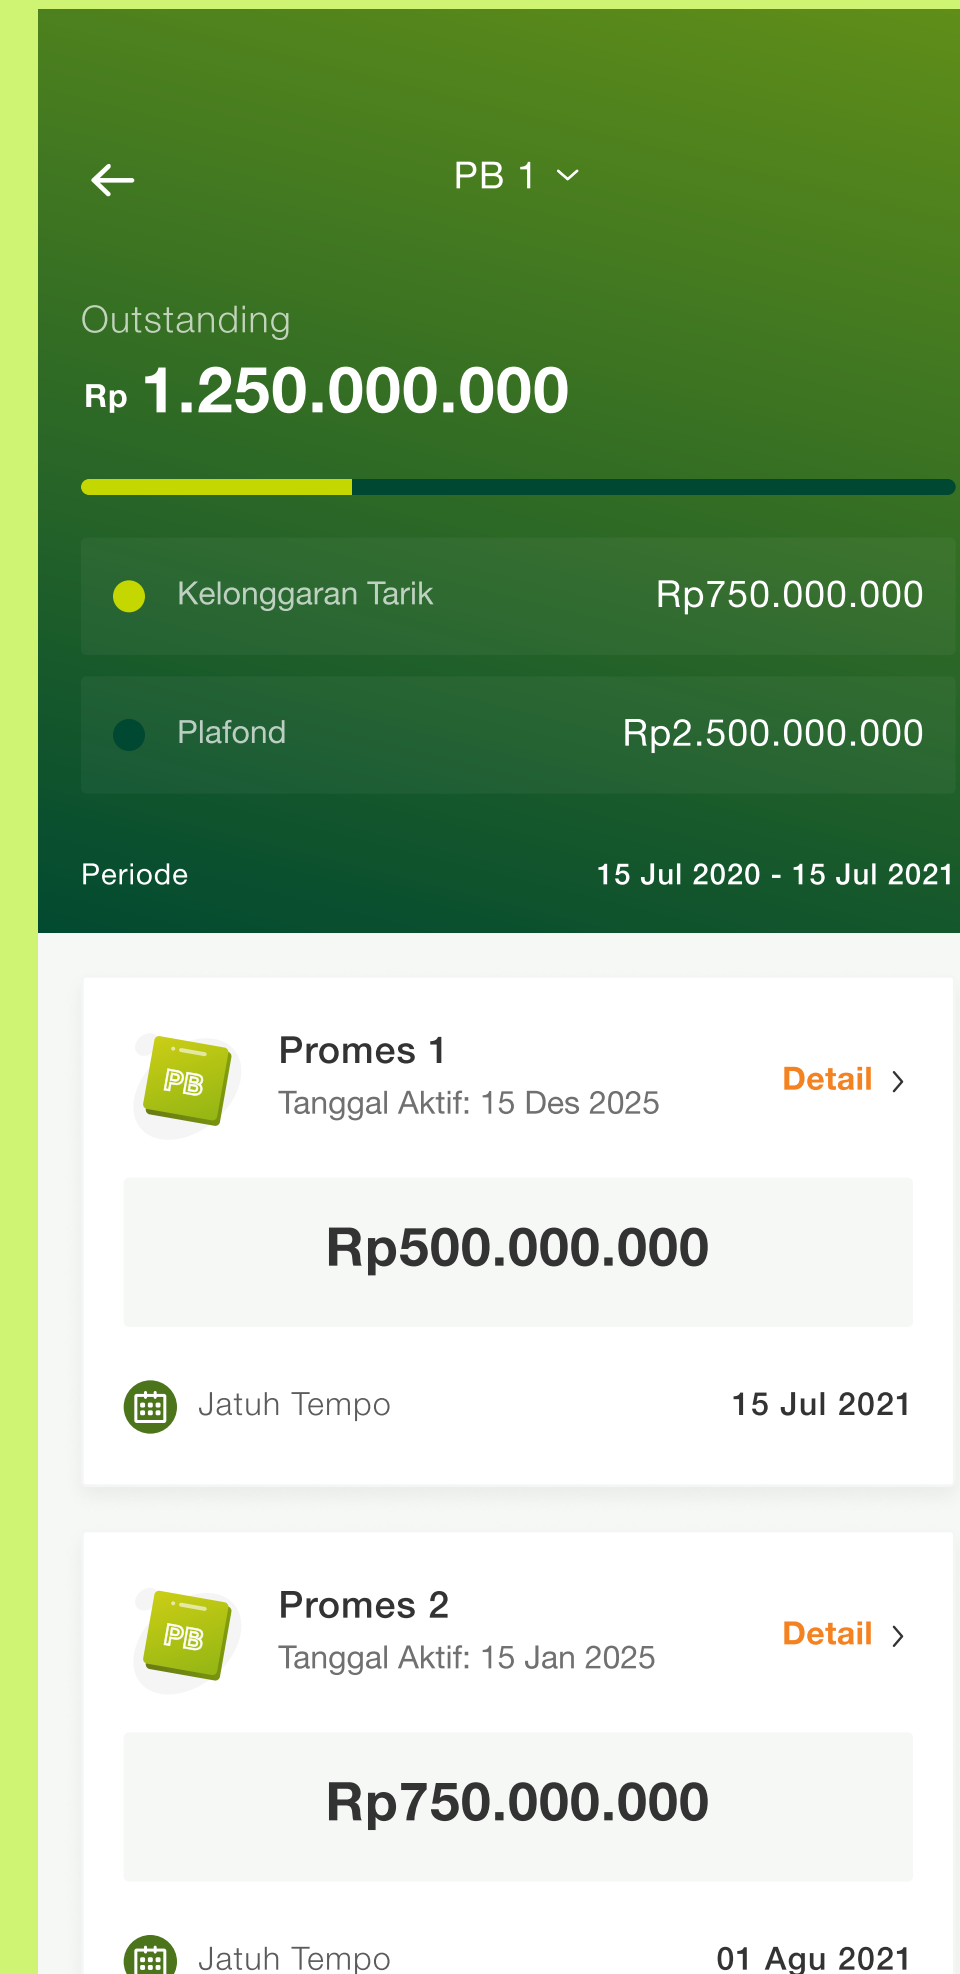 PB 1
Outstanding
Rp 1.250.000.000
Kelonggaran Tarik Rp750.000.000
Plafond Rp2.500.000.000
Periode 15 Jul 2020 - 15 Jul 2021
PB
Promes 1
Tanggal Aktif: 15 Des 2025
Detail
Rp500.000.000
Jatuh Tempo 15 Jul 2021
PB
Promes 2
Tanggal Aktif: 15 Jan 2025
Detail
Rp750.000.000
Jatuh Tempo 01 Agu 2021